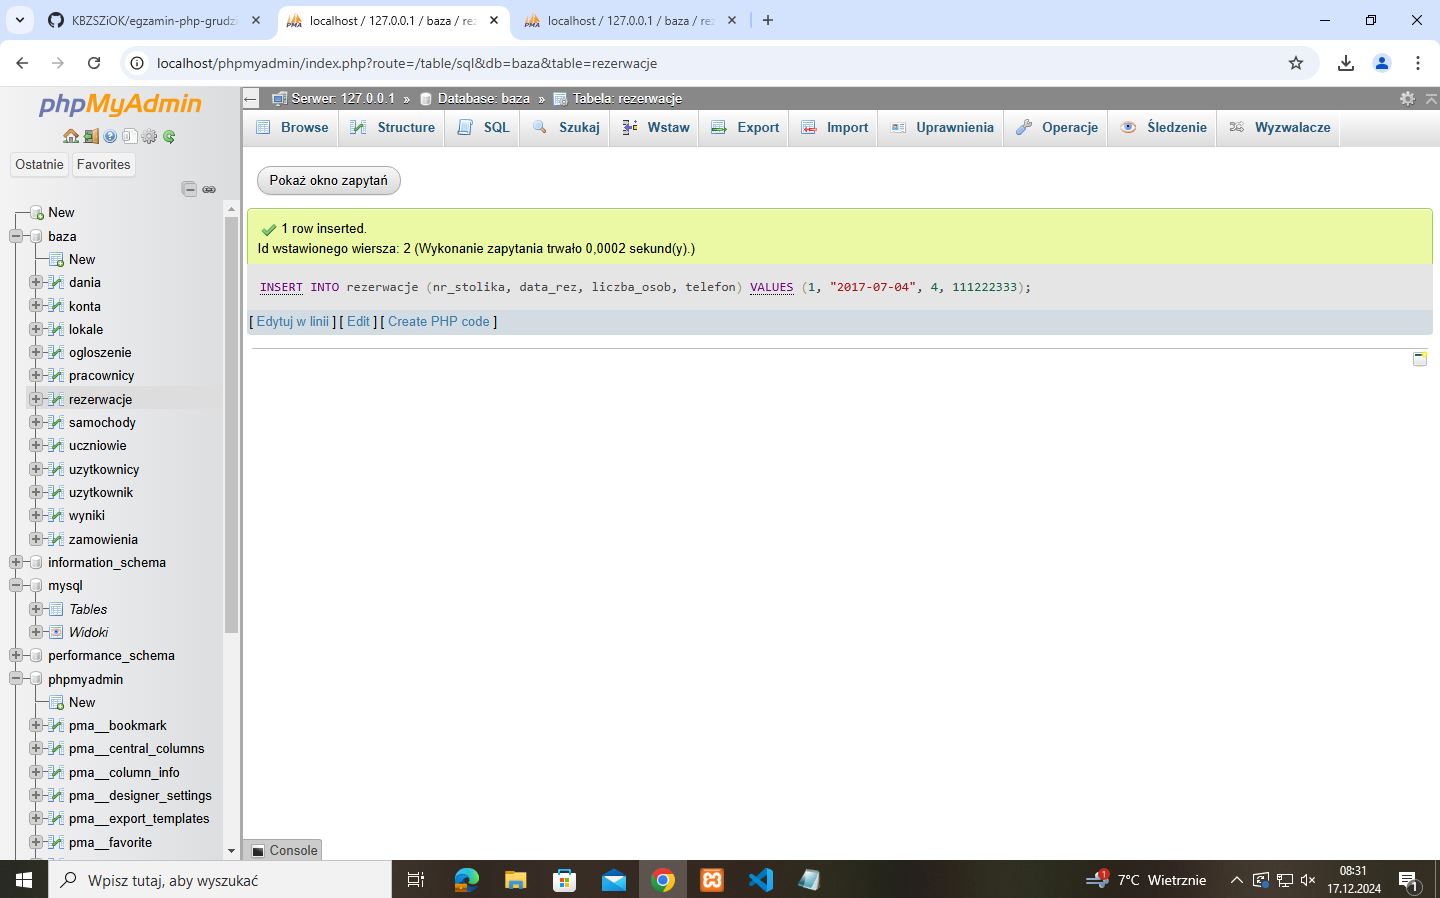 KBZSZiOK/egzamin-php-grudzi
localhost / 127.0.0.1 / baza / rez
localhost / 127.0.0.1 / baza / rez
localhost/phpmyadmin/index.php?route=/table/sql&db=baza&table=rezerwacje
phpMyAdmin
Ostatnie
Favorites
New
baza
New
dania
konta
lokale
ogloszenie
pracownicy
rezerwacje
samochody
uczniowie
uzytkownicy
uzytkownik
wyniki
zamowienia
information_schema
mysql
Tables
Widoki
performance_schema
phpmyadmin
New
pma__bookmark
pma__central_columns
pma__column_info
pma__designer_settings
pma__export_templates
pma__favorite
Serwer: 127.0.0.1 » Database: baza » Tabela: rezerwacje
Browse Structure SQL Szukaj Wstaw Export Import Uprawnienia Operacje Śledzenie Wyzwalacze
Pokaż okno zapytań
1 row inserted.
Id wstawionego wiersza: 2 (Wykonanie zapytania trwało 0,0002 sekund(y).)
INSERT INTO rezerwacje (nr_stolika, data_rez, liczba_osob, telefon) VALUES (1, "2017-07-04", 4, 111222333);
[ Edytuj w linii ] [ Edit ] [ Create PHP code ]
Console
Wpisz tutaj, aby wyszukać
1
7°C Wietrznie
08:31
17.12.2024
1